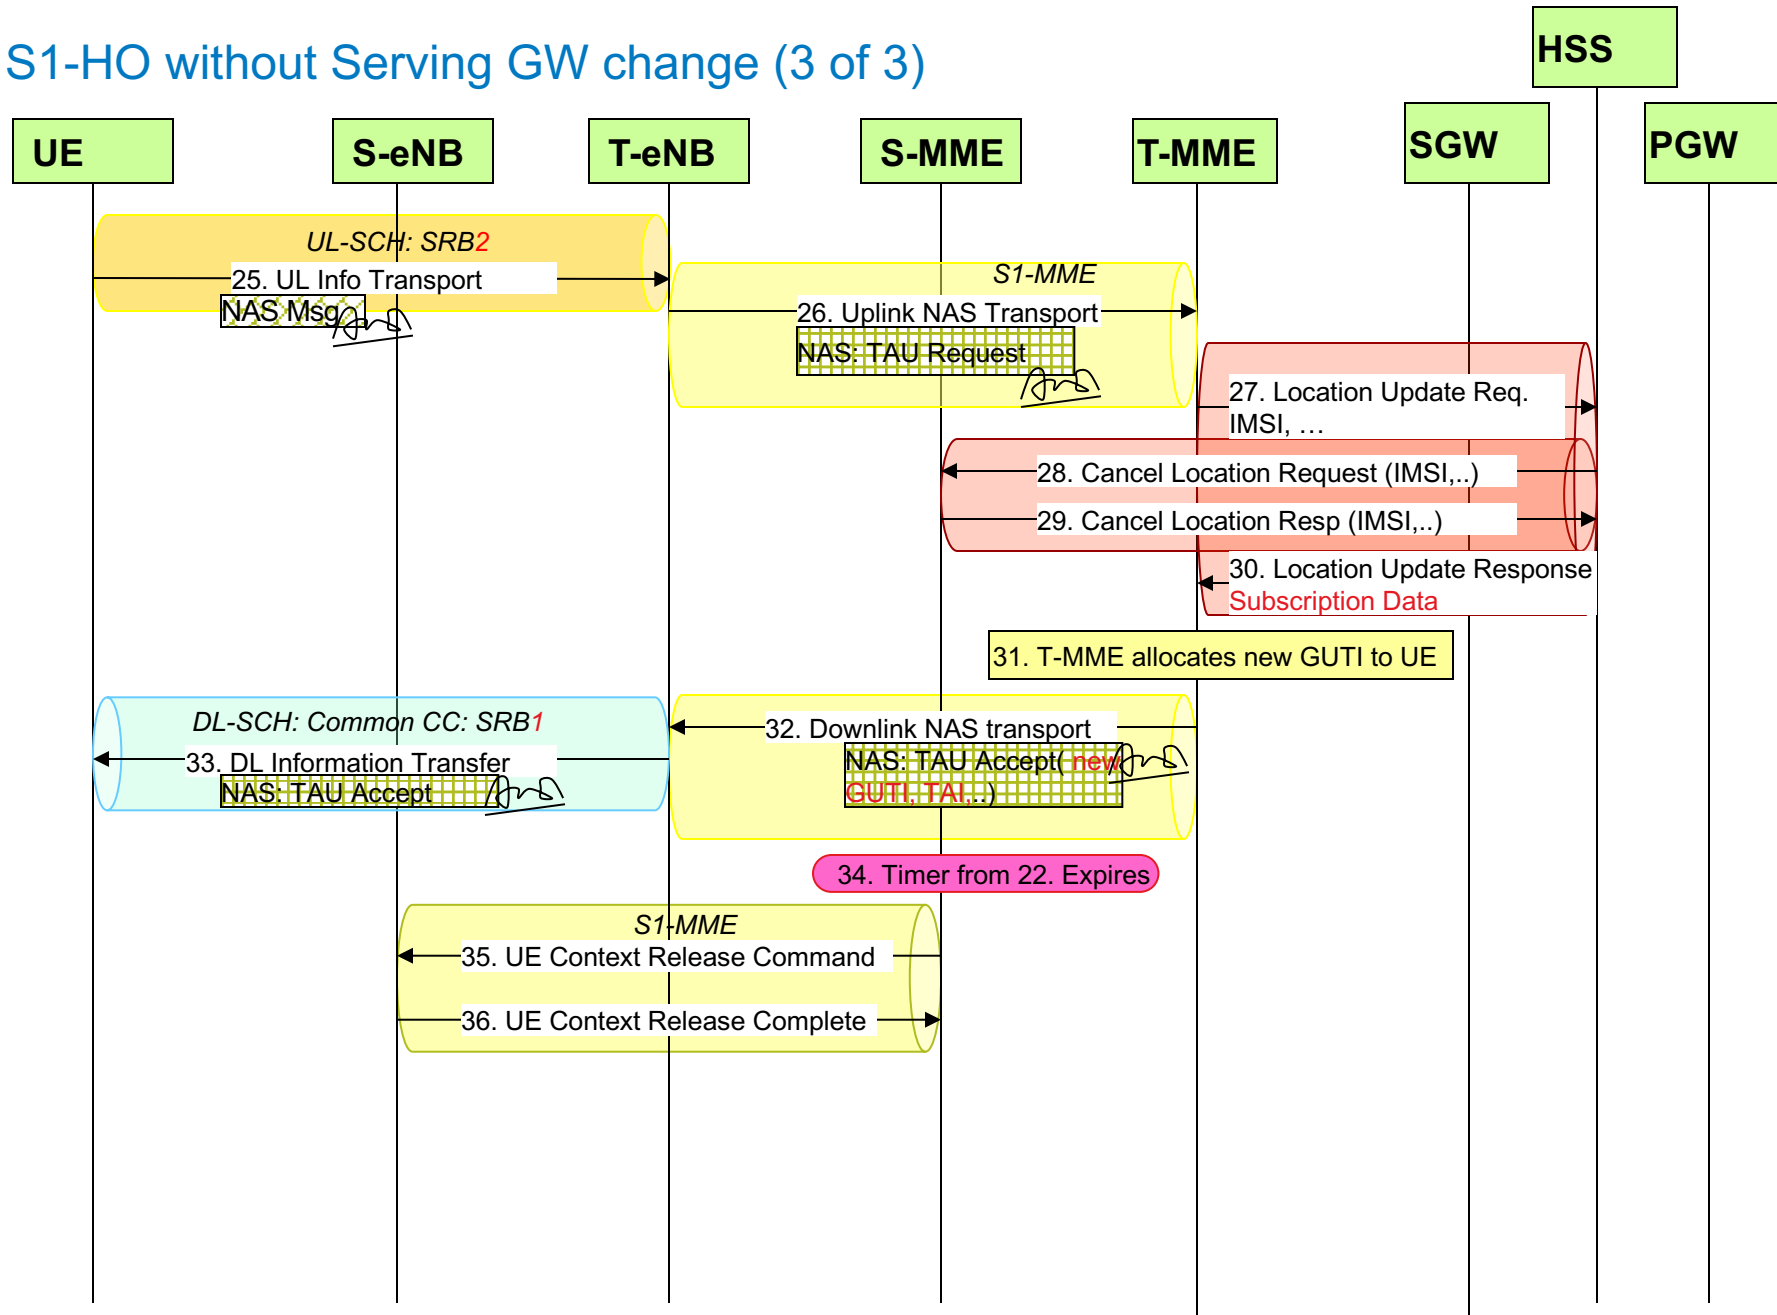 S1-HO without Serving GW change (3 of 3)
HSS
UE
S-eNB
T-eNB
S-MME
T-MME
SGW
PGW
UL-SCH: SRB2
25. UL Info Transport
NAS Msg
S1-MME
26. Uplink NAS Transport
NAS: TAU Request
27. Location Update Req.
IMSI, …
28. Cancel Location Request (IMSI,..)
29. Cancel Location Resp (IMSI,..)
30. Location Update Response
Subscription Data
31. T-MME allocates new GUTI to UE
32. Downlink NAS transport
NAS: TAU Accept( new
GUTI, TAI,..)
DL-SCH: Common CC: SRB1
33. DL Information Transfer
NAS: TAU Accept
34. Timer from 22. Expires
S1-MME
35. UE Context Release Command
36. UE Context Release Complete